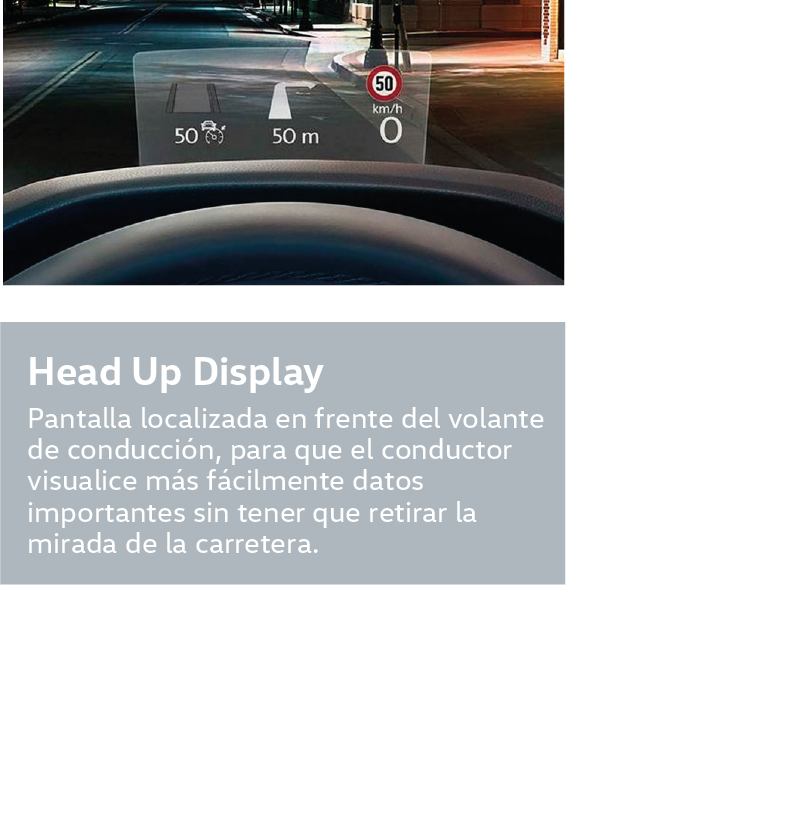 50
km/h
50 50 m 0
Head Up Display
Pantalla localizada en frente del volante
de conducción, para que el conductor
visualice más fácilmente datos
importantes sin tener que retirar la
mirada de la carretera.